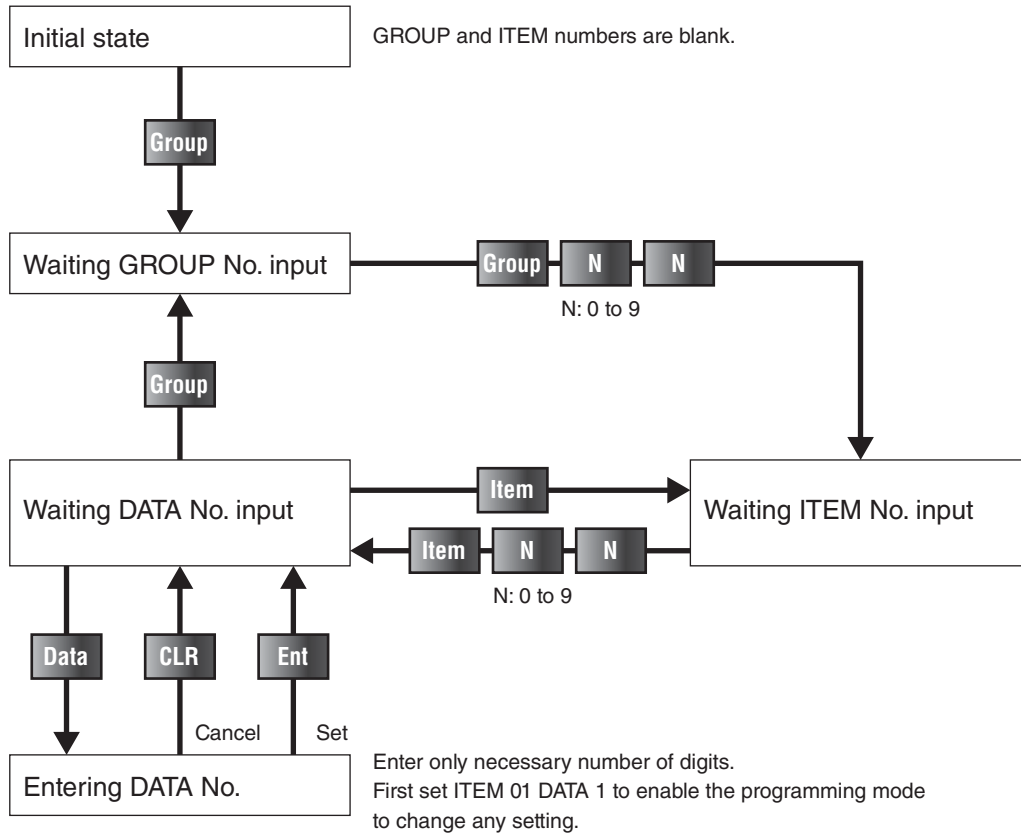 Initial state
GROUP and ITEM numbers are blank.
Group
Waiting GROUP No. input
Group N N
N: 0 to 9
Group
Waiting DATA No. input
Item
Waiting ITEM No. input
Item N N
N: 0 to 9
Data CLR Ent
Cancel Set
Entering DATA No.
Enter only necessary number of digits.
First set ITEM 01 DATA 1 to enable the programming mode
to change any setting.